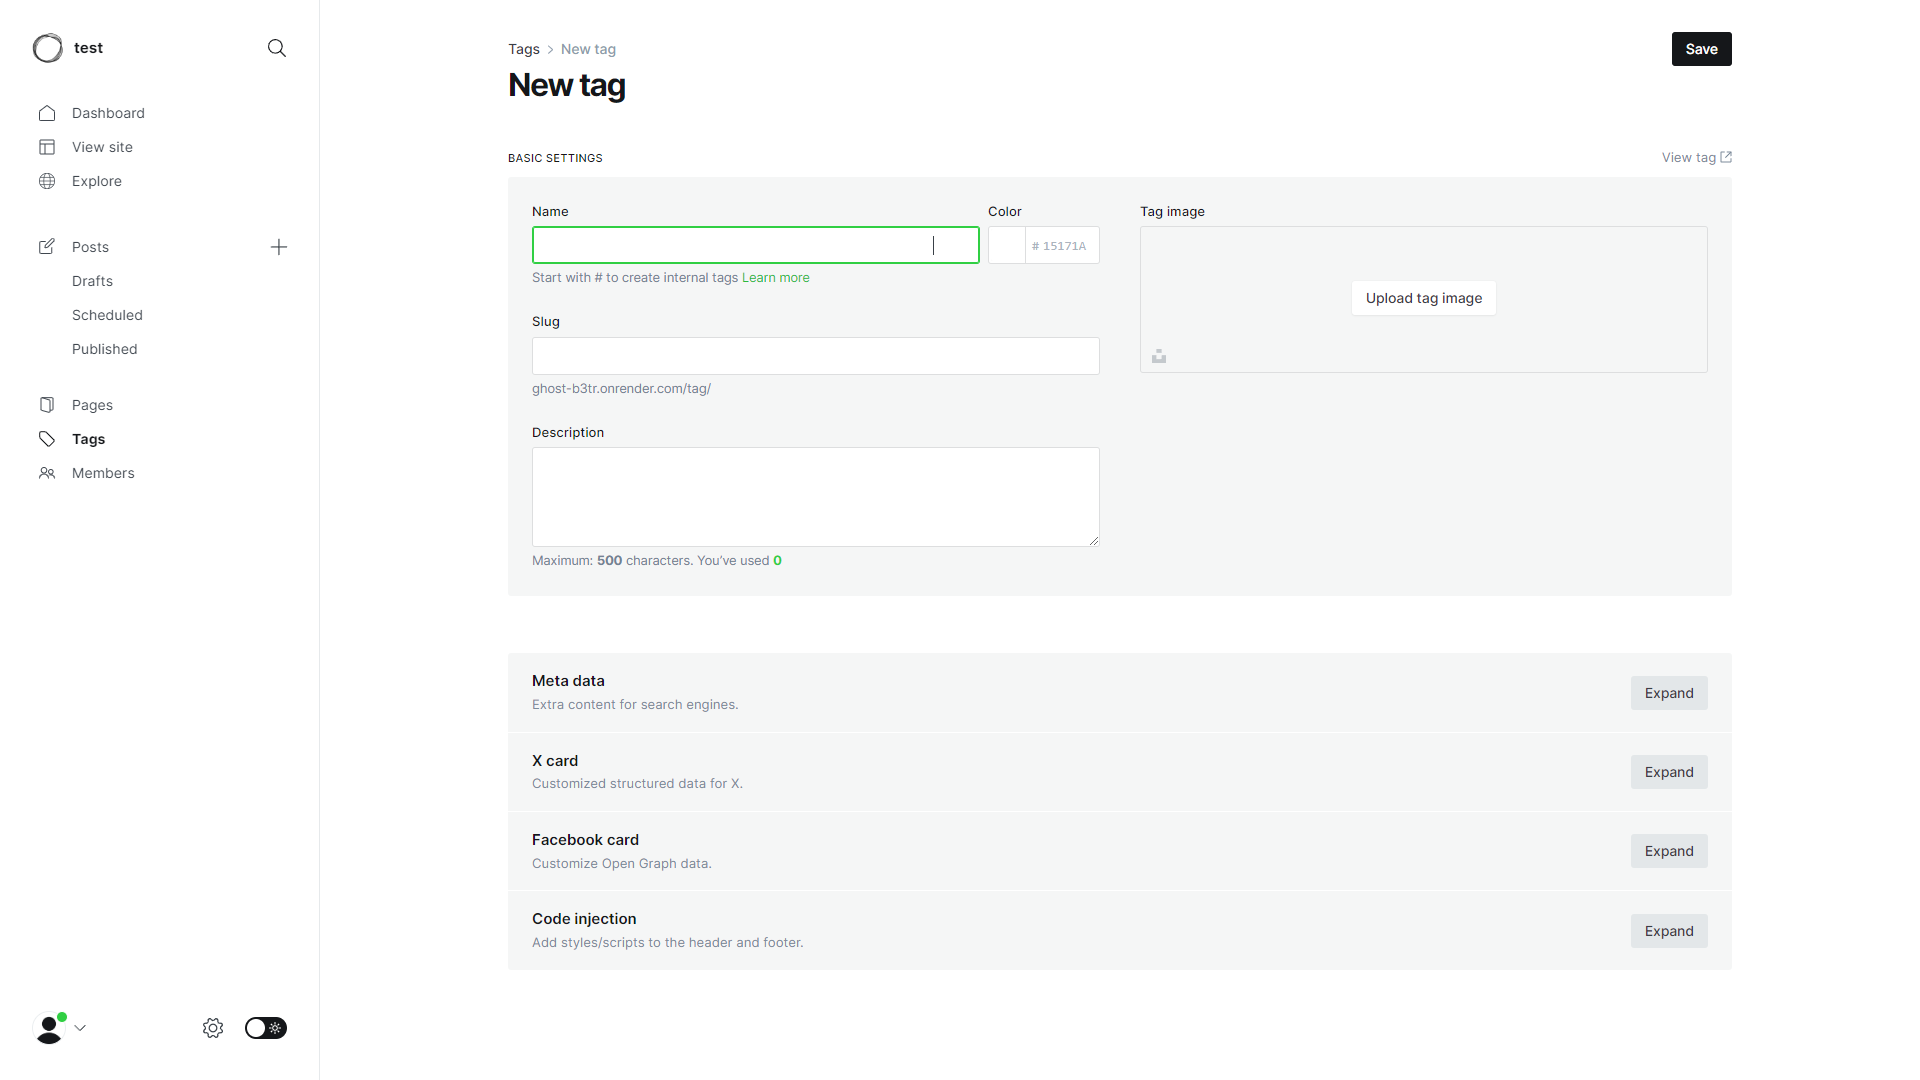 test
Dashboard
View site
Explore
Posts
Drafts
Scheduled
Published
Pages
Tags
Members
Tags > New tag
Save
New tag
BASIC SETTINGS
View tag
Name
Color
Tag image
# 15171A
Start with # to create internal tags Learn more
Upload tag image
Slug
ghost-b3tr.onrender.com/tag/
Description
Maximum: 500 characters. You’ve used 0
Meta data
Extra content for search engines.
Expand
X card
Customized structured data for X.
Expand
Facebook card
Customize Open Graph data.
Expand
Code injection
Add styles/scripts to the header and footer.
Expand